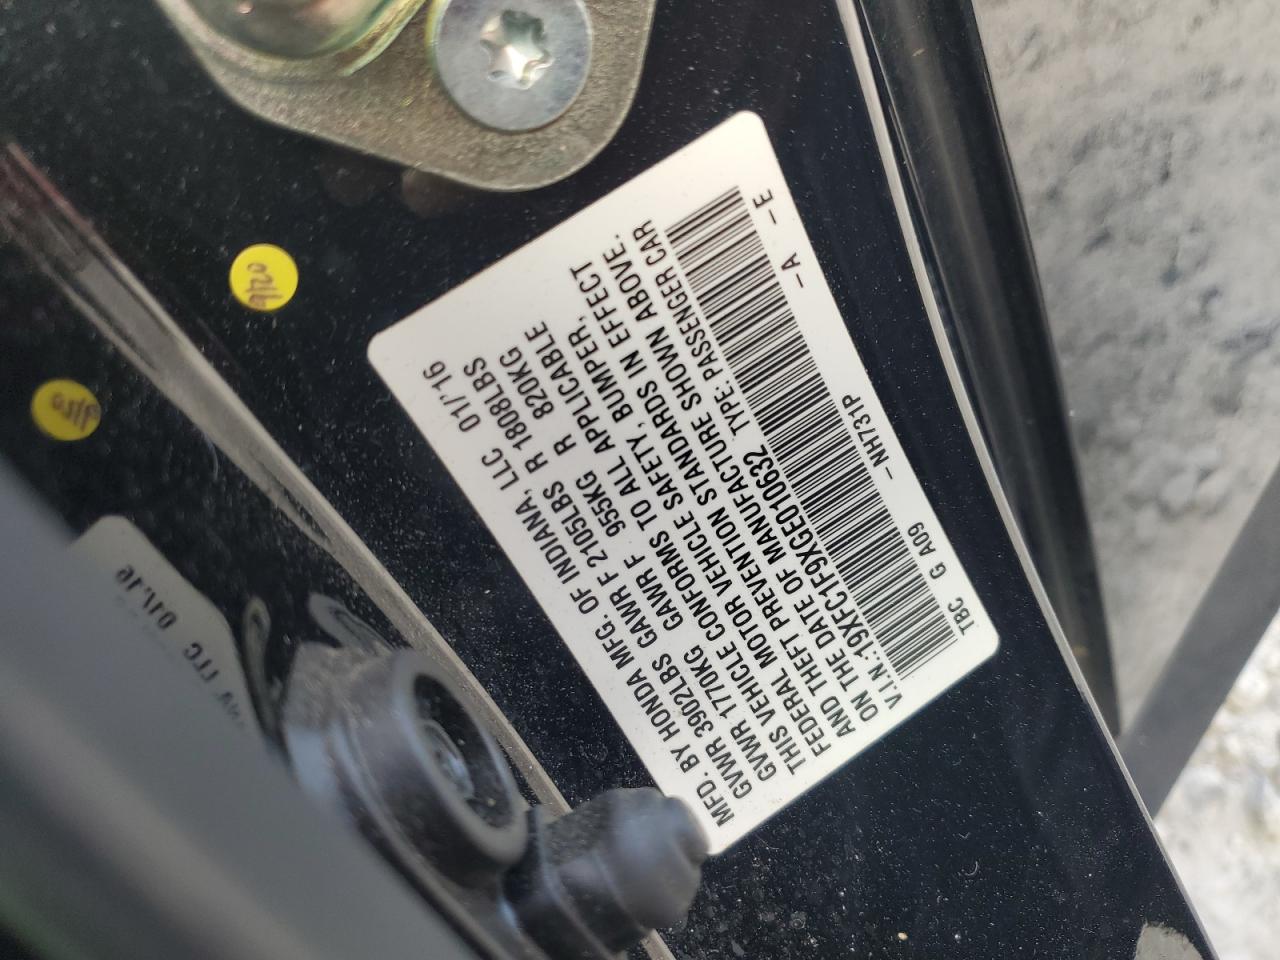 MFD. BY HONDA MFG. OF INDIANA, LLC 01/'16
GVWR 3902LBS GAWR F 2105LBS R 1808LBS
GVWR 1770KG GAWR F 955KG R 820KG
THIS VEHICLE CONFORMS TO ALL APPLICABLE
FEDERAL MOTOR VEHICLE SAFETY, BUMPER,
AND THEFT PREVENTION STANDARDS IN EFFECT
ON THE DATE OF MANUFACTURE SHOWN ABOVE.
V.I.N.:19XFC1F9XGE010632 TYPE: PASSENGER CAR
TBC G A09 –NH731P –A –E